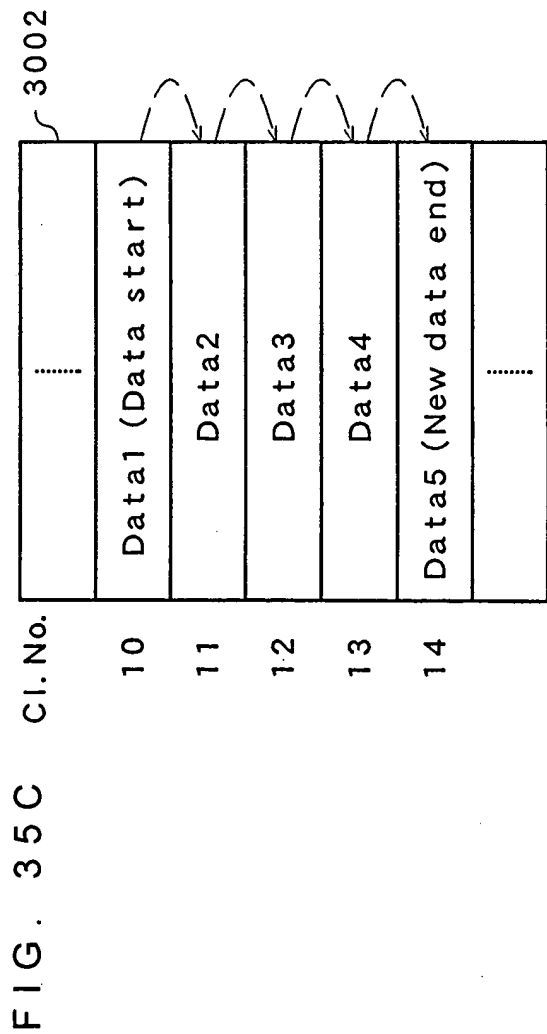 FIG. 35C
Cl.No.
3002
10 Data1 (Data start)
11 Data2
12 Data3
13 Data4
14 Data5 (New data end)